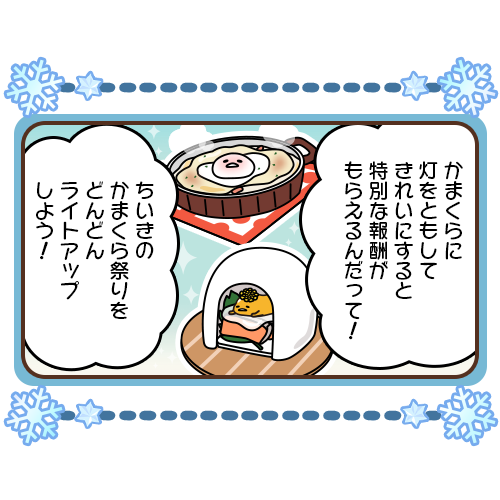 かまくらに
灯をともして
きれいにすると
特別な報酬が
もらえるんだって！
ちいきの
かまくら祭りを
どんどん
ライトアップ
しよう！